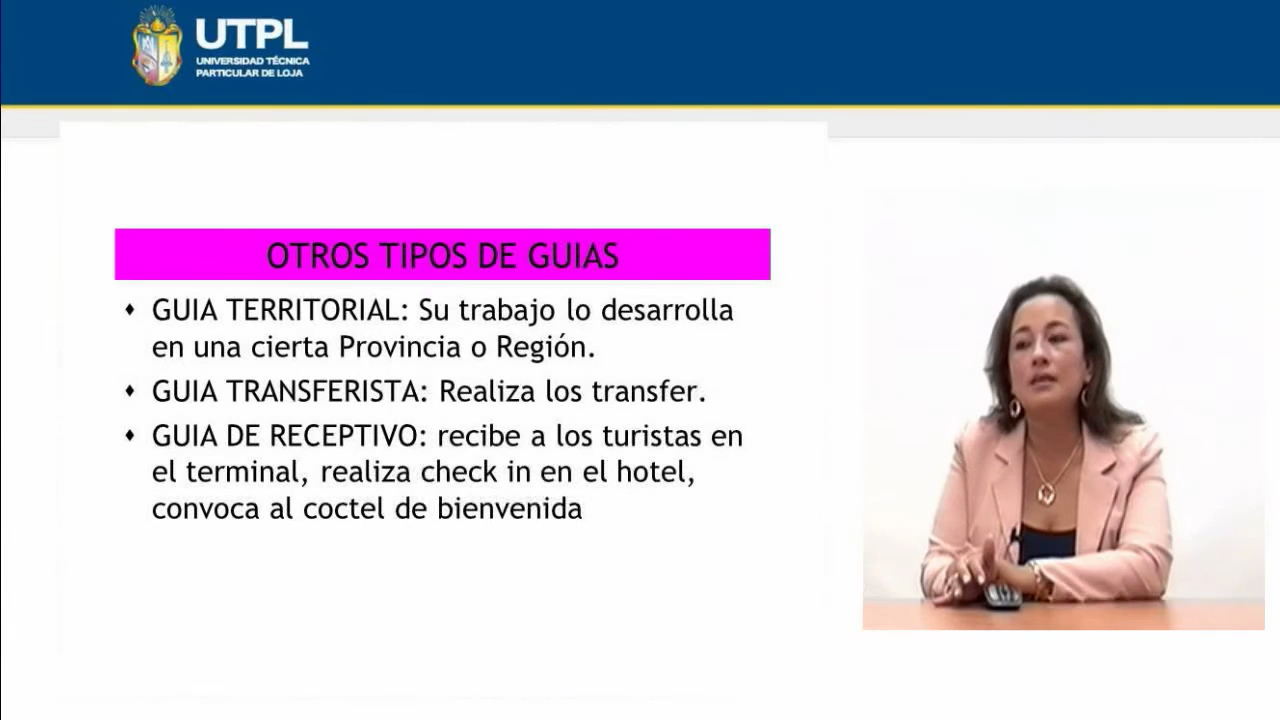 UTPL
UNIVERSIDAD TÉCNICA
PARTICULAR DE LOJA
OTROS TIPOS DE GUIAS
GUIA TERRITORIAL: Su trabajo lo desarrolla
en una cierta Provincia o Región.
GUIA TRANSFERISTA: Realiza los transfer.
GUIA DE RECEPTIVO: recibe a los turistas en
el terminal, realiza check in en el hotel,
convoca al coctel de bienvenida